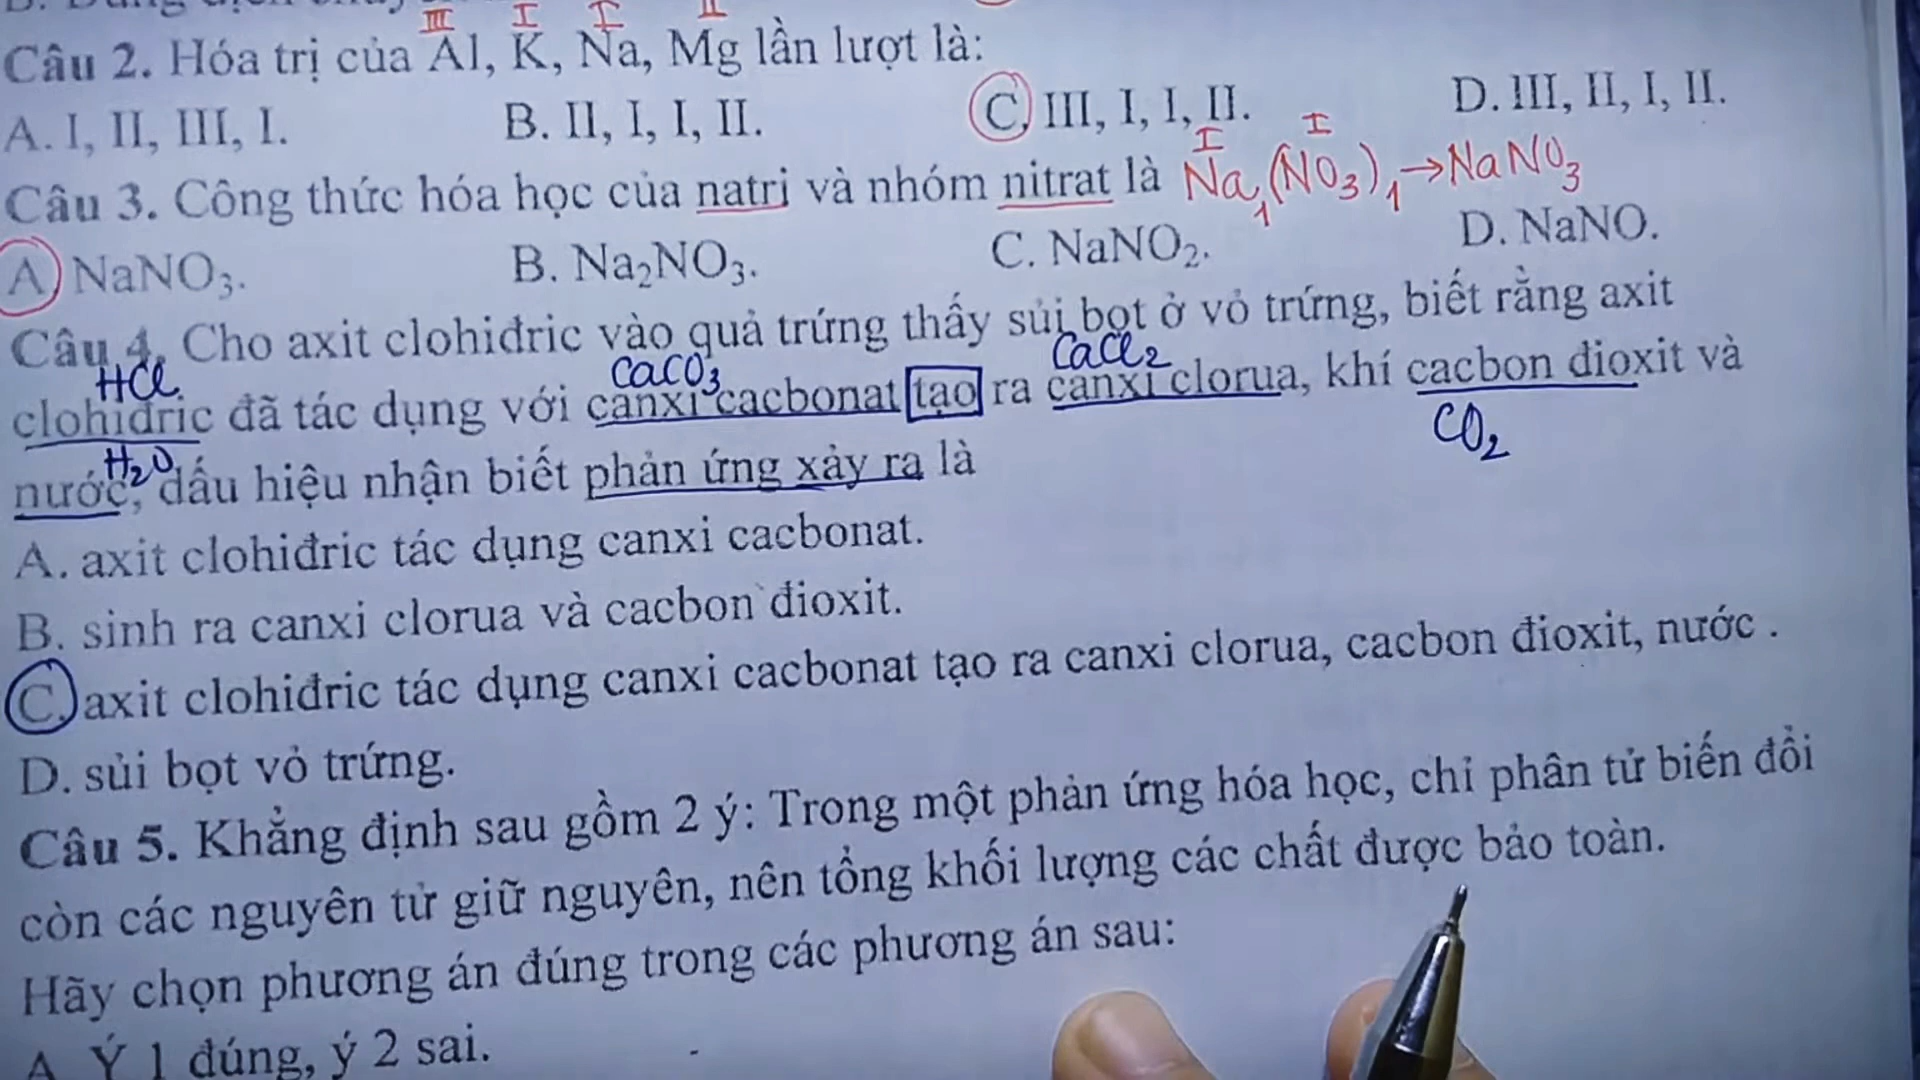 III I I II
Câu 2. Hóa trị của Al, K, Na, Mg lần lượt là:
A. I, II, III, I. B. II, I, I, II. C. III, I, I, II. D. III, II, I, II.
I I
Câu 3. Công thức hóa học của natri và nhóm nitrat là Na₁(NO₃)₁→NaNO₃
A. NaNO₃. B. Na₂NO₃. C. NaNO₂. D. NaNO.
Câu 4. Cho axit clohiđric vào quả trứng thấy sủi bọt ở vỏ trứng, biết rằng axit
HCl CaCO₃ CaCl₂
clohiđric đã tác dụng với canxi cacbonat tạo ra canxi clorua, khí cacbon đioxit và
H₂O CO₂
nước, dấu hiệu nhận biết phản ứng xảy ra là
A. axit clohiđric tác dụng canxi cacbonat.
B. sinh ra canxi clorua và cacbon đioxit.
C. axit clohiđric tác dụng canxi cacbonat tạo ra canxi clorua, cacbon đioxit, nước .
D. sủi bọt vỏ trứng.
Câu 5. Khẳng định sau gồm 2 ý: Trong một phản ứng hóa học, chỉ phân tử biến đổi
còn các nguyên tử giữ nguyên, nên tổng khối lượng các chất được bảo toàn.
Hãy chọn phương án đúng trong các phương án sau:
A. Ý 1 đúng, ý 2 sai.